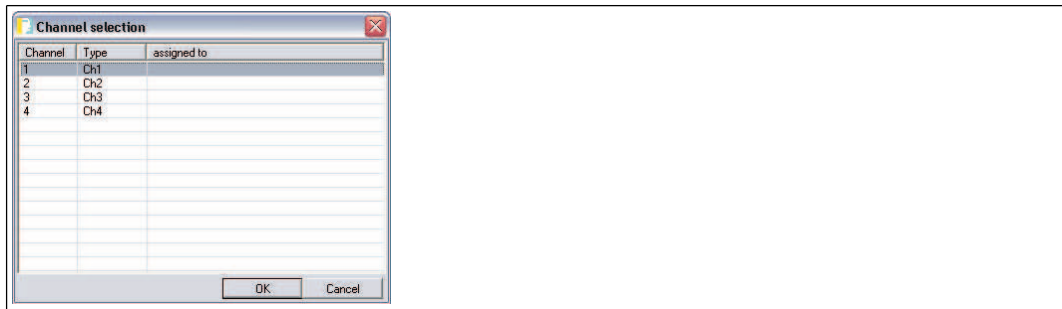 Channel selection
Channel Type assigned to
1 Ch1
2 Ch2
3 Ch3
4 Ch4
OK Cancel